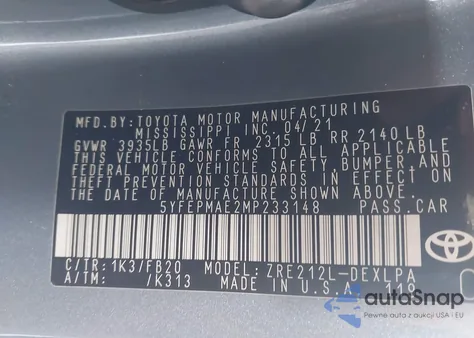 MFD.BY:TOYOTA MOTOR MANUFACTURING
MISSISSIPPI INC. 04/21
GVWR 3935LB GAWR FR 2315LB RR 2140LB
THIS VEHICLE CONFORMS TO ALL APPLICABLE
FEDERAL MOTOR VEHICLE SAFETY, BUMPER AND
THEFT PREVENTION STANDARDS IN EFFECT ON
THE DATE OF MANUFACTURE SHOWN ABOVE.
5YFEPMAE2MP233148 PASS.CAR
C/TR:1K3/FB20 MODEL:ZRE212L-DEXLPA
A/TM: /K313 MADE IN U.S.A. 118
TOYOTA
autoSnap
Pewne auta z USA i EU